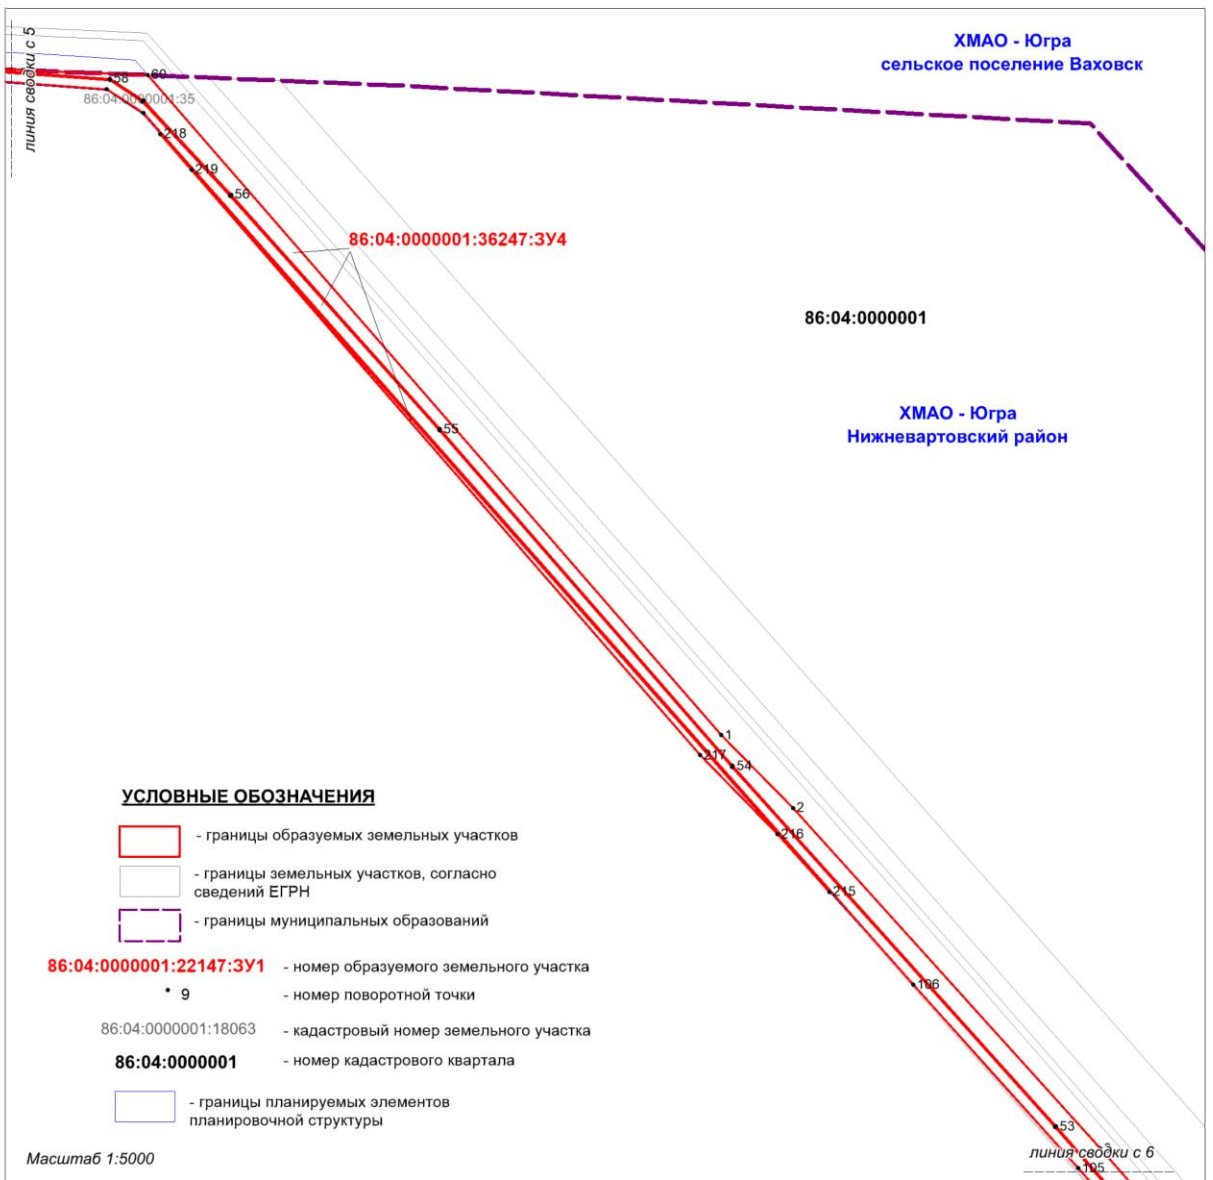 линия сводки с 5
ХМАО - Югра
сельское поселение Ваховск
60
58
86:04:0000001:35
218
219
56
86:04:0000001:36247:ЗУ4
86:04:0000001
ХМАО - Югра
Нижневартовский район
55
1
217
54
2
216
215
106
53
105
линия сводки с 6
УСЛОВНЫЕ ОБОЗНАЧЕНИЯ
- границы образуемых земельных участков
- границы земельных участков, согласно
сведений ЕГРН
- границы муниципальных образований
86:04:0000001:22147:ЗУ1 - номер образуемого земельного участка
9 - номер поворотной точки
86:04:0000001:18063 - кадастровый номер земельного участка
86:04:0000001 - номер кадастрового квартала
- границы планируемых элементов
планировочной структуры
Масштаб 1:5000